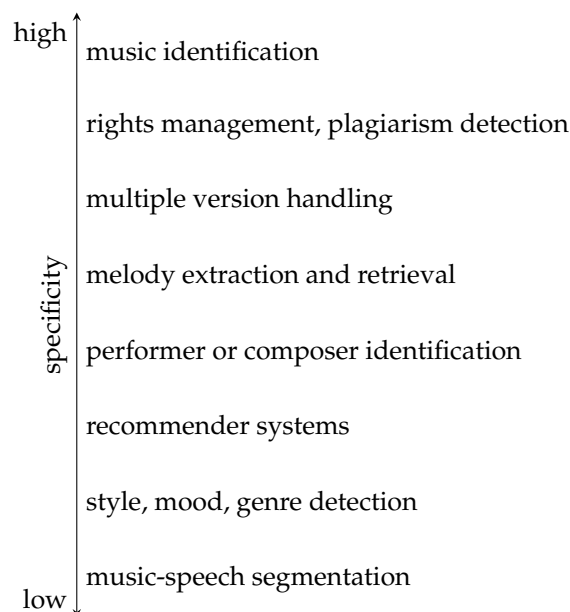 high
music identification
rights management, plagiarism detection
multiple version handling
melody extraction and retrieval
specificity
performer or composer identification
recommender systems
style, mood, genre detection
music-speech segmentation
low